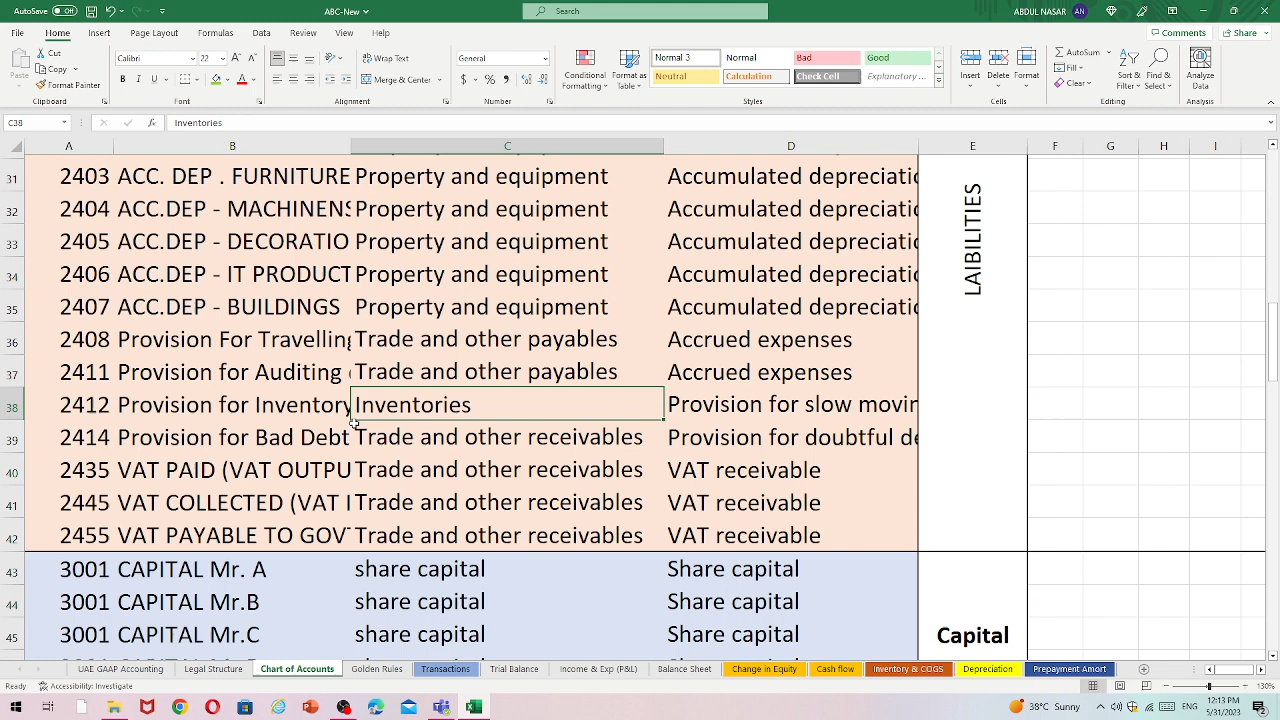 AutoSave Off ABC-New Search ABDUL NASAR AN
File Home Insert Page Layout Formulas Data Review View Help Comments Share
Paste Cut Copy Format Painter Clipboard
Calibri 22 B I U Font
Wrap Text Merge & Center Alignment
General $ % Number
Conditional Formatting Format as Table
Normal 3 Normal Bad Good
Neutral Calculation Check Cell Explanatory ...
Styles
Insert Delete Format Cells
AutoSum Fill Clear Sort & Filter Find & Select Editing
Analyze Data Analysis
C38 fx Inventories
A B C D E F G H I
31 2403 ACC. DEP . FURNITURE Property and equipment Accumulated depreciatio
32 2404 ACC.DEP - MACHINENS Property and equipment Accumulated depreciatio
33 2405 ACC.DEP - DECORATIO Property and equipment Accumulated depreciatio
34 2406 ACC.DEP - IT PRODUCT Property and equipment Accumulated depreciatio
35 2407 ACC.DEP - BUILDINGS Property and equipment Accumulated depreciatio
36 2408 Provision For Travelling Trade and other payables Accrued expenses
37 2411 Provision for Auditing Trade and other payables Accrued expenses
38 2412 Provision for Inventory Inventories Provision for slow movin
39 2414 Provision for Bad Debt Trade and other receivables Provision for doubtful de
40 2435 VAT PAID (VAT OUTPU Trade and other receivables VAT receivable
41 2445 VAT COLLECTED (VAT I Trade and other receivables VAT receivable
42 2455 VAT PAYABLE TO GOV Trade and other receivables VAT receivable
LAIBILITIES
43 3001 CAPITAL Mr. A share capital Share capital
44 3001 CAPITAL Mr.B share capital Share capital
45 3001 CAPITAL Mr.C share capital Share capital
Capital
UAE GAAP Accounting Legal Structure Chart of Accounts Golden Rules Transactions Trial Balance Income & Exp (P&L) Balance Sheet Change in Equity Cash flow Inventory & COGS Depreciation Prepayment Amort
Ready Accessibility: Investigate 130%
38°C Sunny ENG 12:13 PM
5/31/2023 2